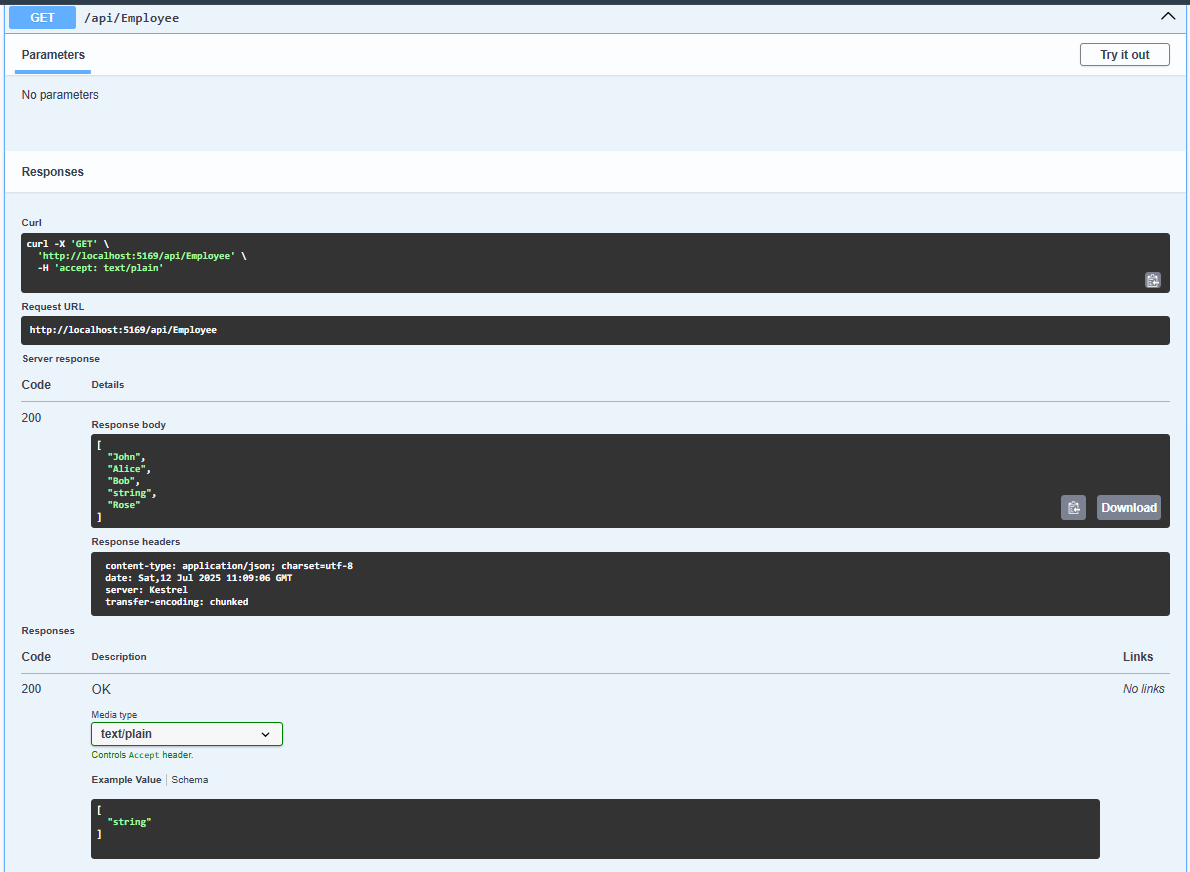 GET /api/Employee
Parameters Try it out
No parameters
Responses
Curl
curl -X 'GET' \
'http://localhost:5169/api/Employee' \
-H 'accept: text/plain'
Request URL
http://localhost:5169/api/Employee
Server response
Code Details
200
Response body
[
"John",
"Alice",
"Bob",
"string",
"Rose"
]
Download
Response headers
content-type: application/json; charset=utf-8
date: Sat,12 Jul 2025 11:09:06 GMT
server: Kestrel
transfer-encoding: chunked
Responses
Code Description Links
200 OK No links
Media type
text/plain
Controls Accept header.
Example Value Schema
[
"string"
]